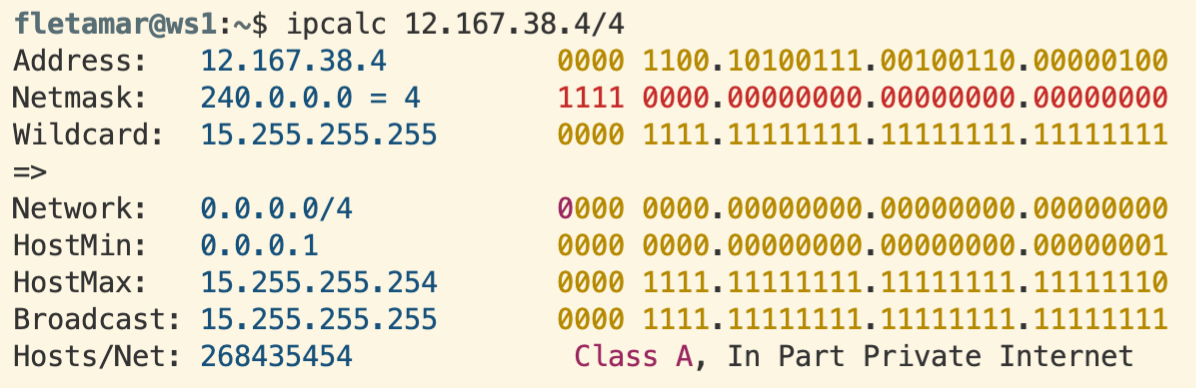 fletamar@ws1:~$ ipcalc 12.167.38.4/4
Address:   12.167.38.4          0000 1100.10100111.00100110.00000100
Netmask:   240.0.0.0 = 4        1111 0000.00000000.00000000.00000000
Wildcard:  15.255.255.255       0000 1111.11111111.11111111.11111111
=>
Network:   0.0.0.0/4            0000 0000.00000000.00000000.00000000
HostMin:   0.0.0.1              0000 0000.00000000.00000000.00000001
HostMax:   15.255.255.254       0000 1111.11111111.11111111.11111110
Broadcast: 15.255.255.255       0000 1111.11111111.11111111.11111111
Hosts/Net: 268435454             Class A, In Part Private Internet